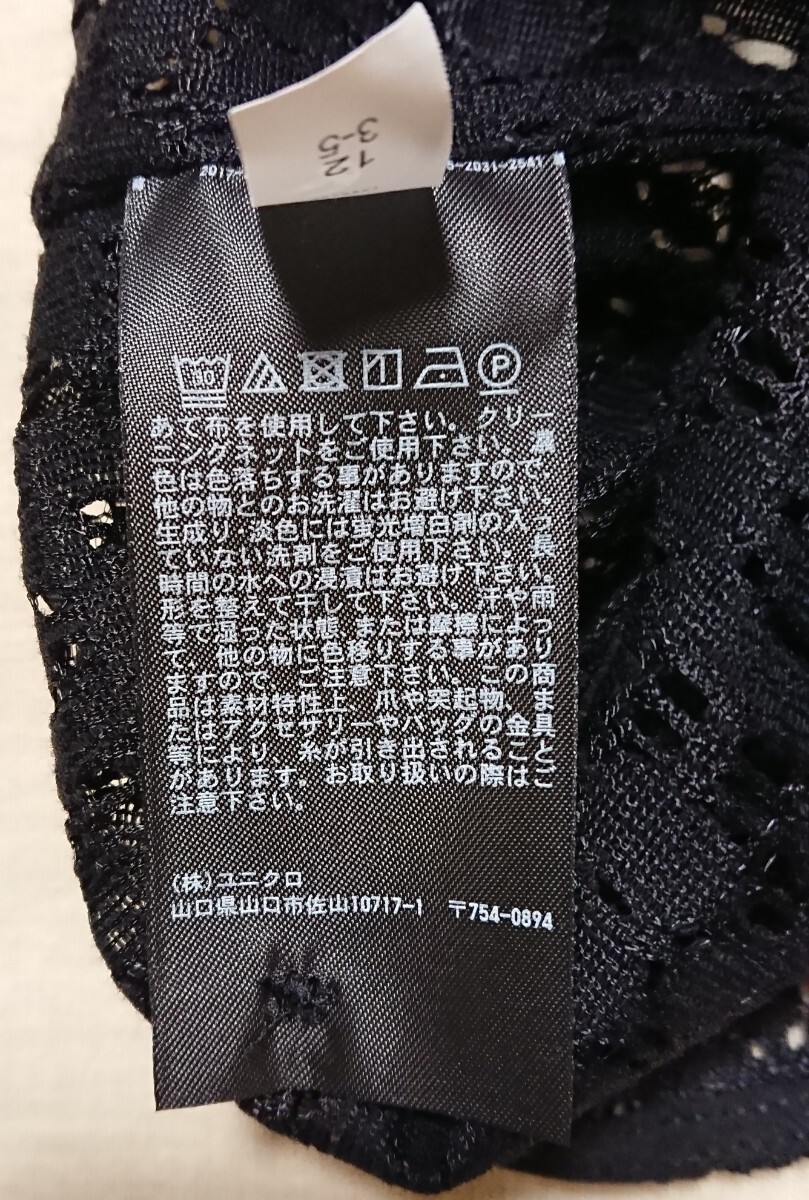 12
3-5
2031-2541
40
P
あて布を使用して下さい。クリー
ニングネットをご使用下さい。濃
色は色落ちする事がありますので
他の物とのお洗濯はお避け下さい。
生成り、淡色には蛍光増白剤の入っ
ていない洗剤をご使用下さい。長
時間の水への浸漬はお避け下さい。
形を整えて干して下さい。汗や雨
等で湿った状態、または摩擦によっ
て、他の物に色移りする事があり
ますので、ご注意下さい。この商
品は素材特性上、爪や突起物、ま
たはアクセサリーやバッグの金具
等により、糸が引き出されるこ
があります。お取り扱いの際はご
注意下さい。
(株)ユニクロ
山口県山口市佐山10717-1 〒754-0894